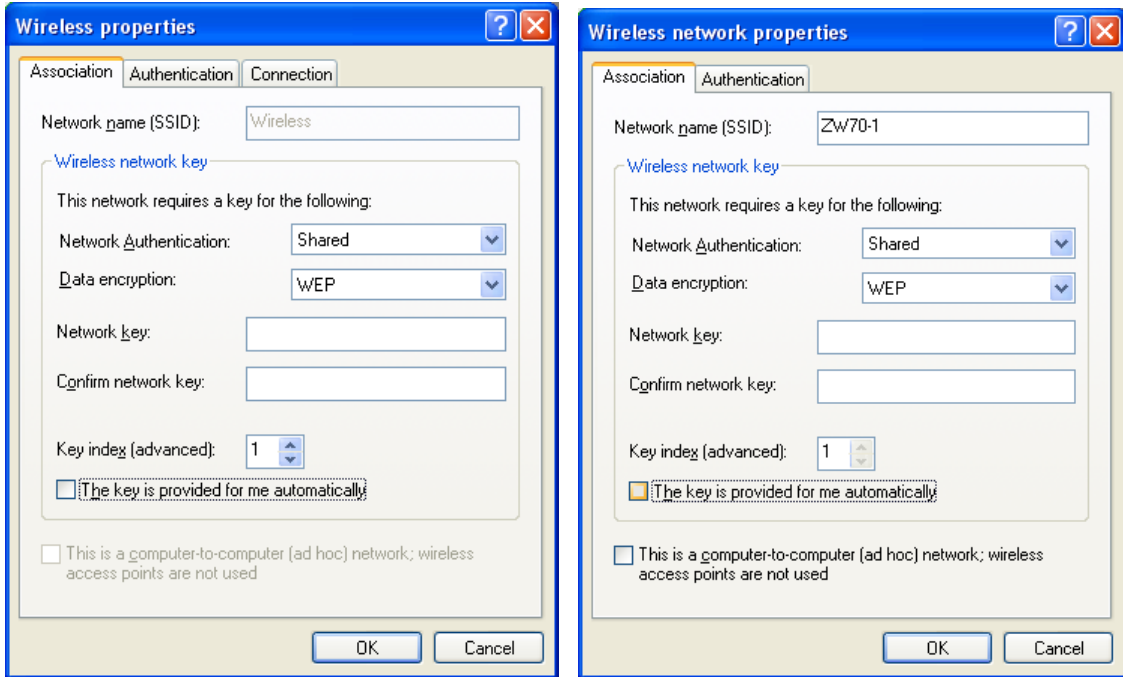 Wireless properties
Association Authentication Connection
Network name (SSID): Wireless
Wireless network key
This network requires a key for the following:
Network Authentication: Shared
Data encryption: WEP
Network key:
Confirm network key:
Key index (advanced): 1
The key is provided for me automatically
This is a computer-to-computer (ad hoc) network; wireless
access points are not used
OK Cancel
Wireless network properties
Association Authentication
Network name (SSID): ZW70-1
Wireless network key
This network requires a key for the following:
Network Authentication: Shared
Data encryption: WEP
Network key:
Confirm network key:
Key index (advanced): 1
The key is provided for me automatically
This is a computer-to-computer (ad hoc) network; wireless
access points are not used
OK Cancel